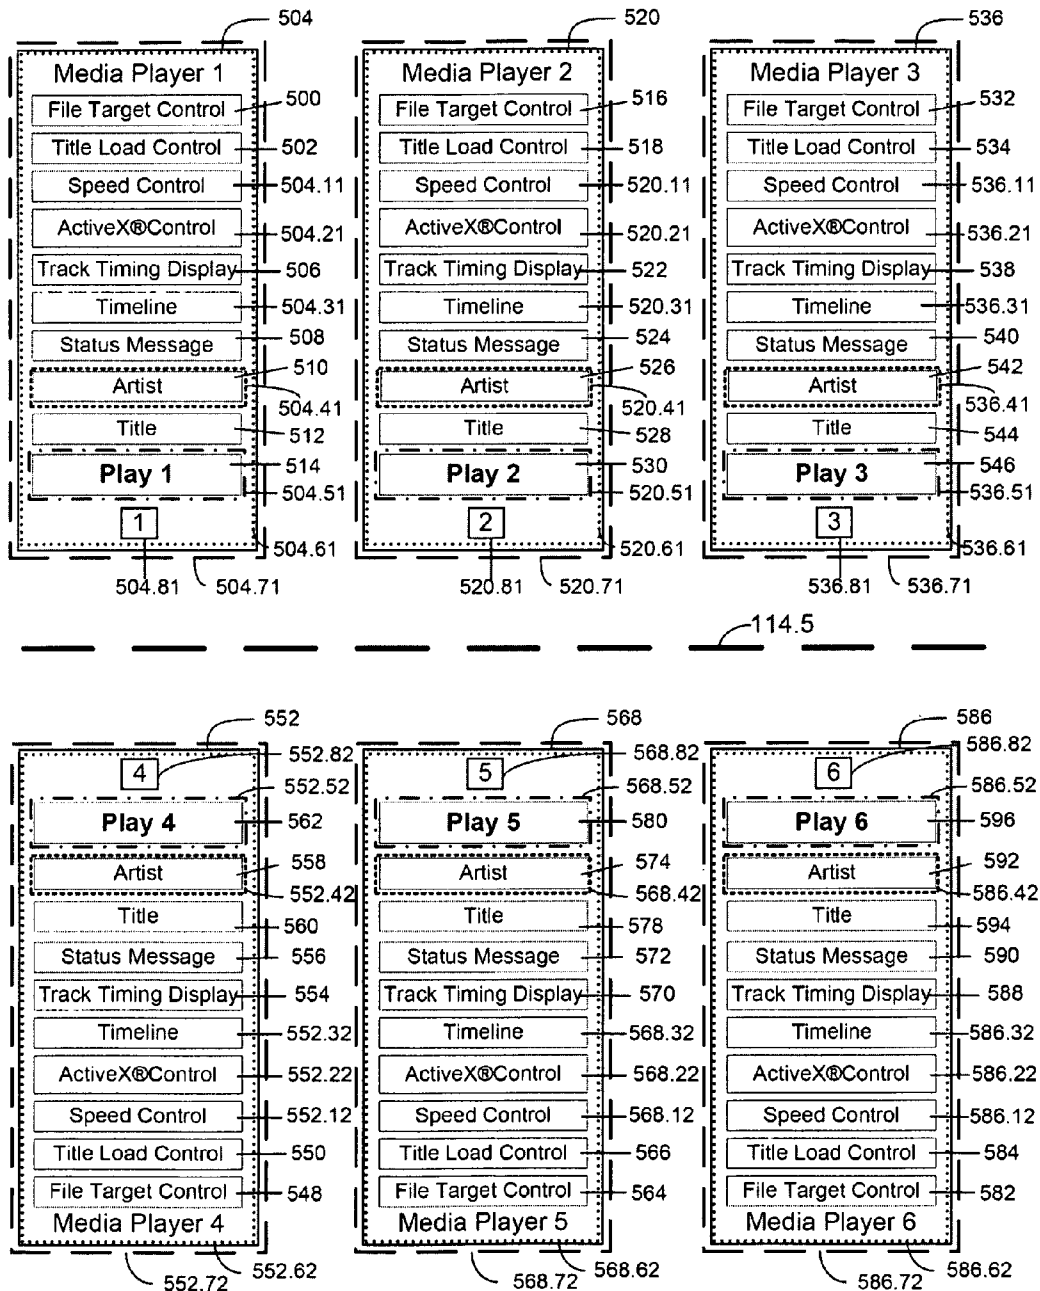 504 520 536
Media Player 1 Media Player 2 Media Player 3
File Target Control 500 File Target Control 516 File Target Control 532
Title Load Control 502 Title Load Control 518 Title Load Control 534
Speed Control 504.11 Speed Control 520.11 Speed Control 536.11
ActiveX®Control 504.21 ActiveX®Control 520.21 ActiveX®Control 536.21
Track Timing Display 506 Track Timing Display 522 Track Timing Display 538
Timeline 504.31 Timeline 520.31 Timeline 536.31
Status Message 508 Status Message 524 Status Message 540
Artist 510 Artist 526 Artist 542
504.41 520.41 536.41
Title 512 Title 528 Title 544
Play 1 514 Play 2 530 Play 3 546
504.51 520.51 536.51
1 2 3
504.61 520.61 536.61
504.81 504.71 520.81 520.71 536.81 536.71
114.5
552 568 586
4 552.82 5 568.82 6 586.82
552.52 568.52 586.52
Play 4 562 Play 5 580 Play 6 596
Artist 558 Artist 574 Artist 592
552.42 568.42 586.42
Title 560 Title 578 Title 594
Status Message 556 Status Message 572 Status Message 590
Track Timing Display 554 Track Timing Display 570 Track Timing Display 588
Timeline 552.32 Timeline 568.32 Timeline 586.32
ActiveX®Control 552.22 ActiveX®Control 568.22 ActiveX®Control 586.22
Speed Control 552.12 Speed Control 568.12 Speed Control 586.12
Title Load Control 550 Title Load Control 566 Title Load Control 584
File Target Control 548 File Target Control 564 File Target Control 582
Media Player 4 Media Player 5 Media Player 6
552.72 552.62 568.72 568.62 586.72 586.62